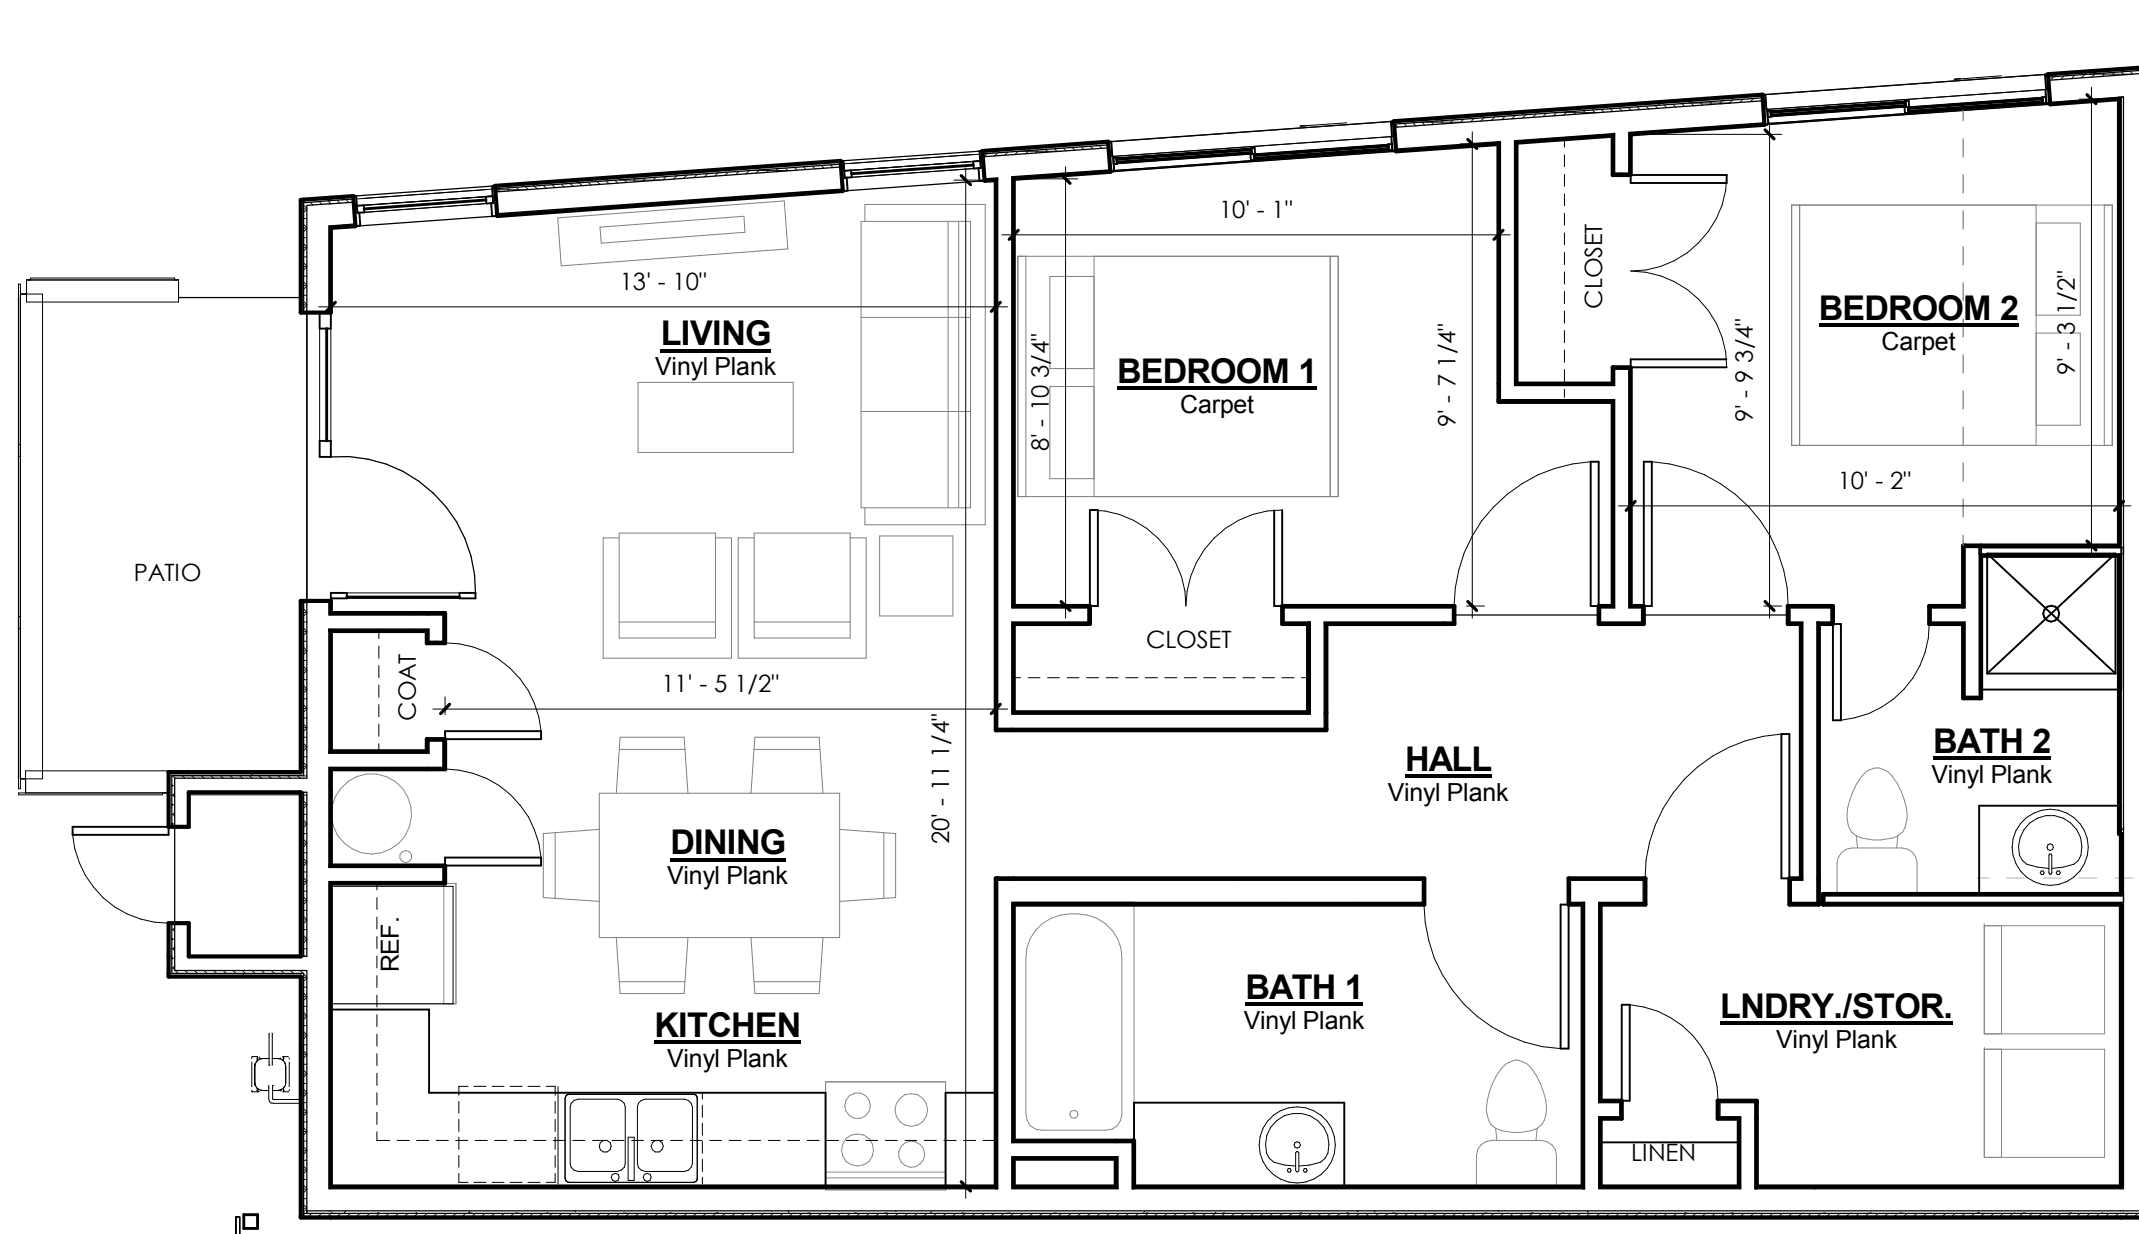 10' - 1"
CLOSET
13' - 10"
LIVING
Vinyl Plank
BEDROOM 2
Carpet
9' - 3 1/2"
8' - 10 3/4"
BEDROOM 1
Carpet
9' - 7 1/4"
9' - 9 3/4"
10' - 2"
PATIO
CLOSET
COAT
11' - 5 1/2"
20' - 11 1/4"
HALL
Vinyl Plank
BATH 2
Vinyl Plank
DINING
Vinyl Plank
REF.
KITCHEN
Vinyl Plank
BATH 1
Vinyl Plank
LNDRY./STOR.
Vinyl Plank
LINEN